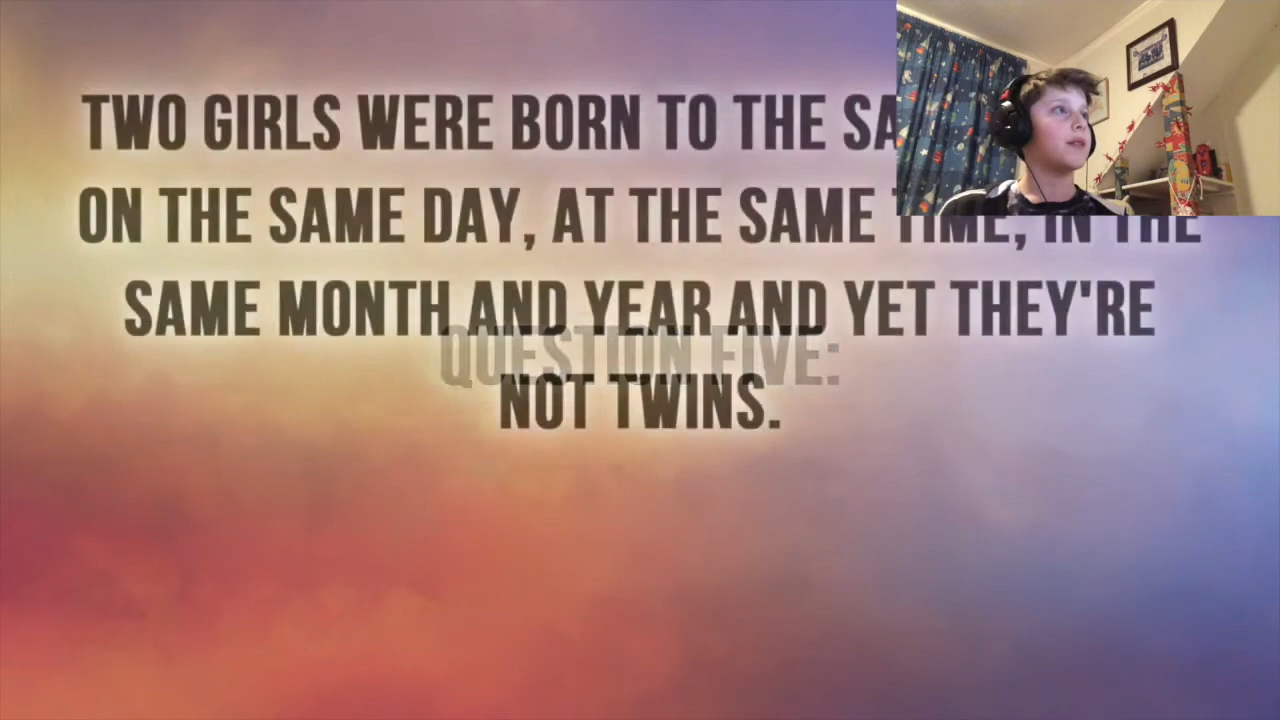 TWO GIRLS WERE BORN TO THE SA
ON THE SAME DAY, AT THE SAME TIME, IN THE
SAME MONTH AND YEAR AND YET THEY'RE
QUESTION FIVE:
NOT TWINS.